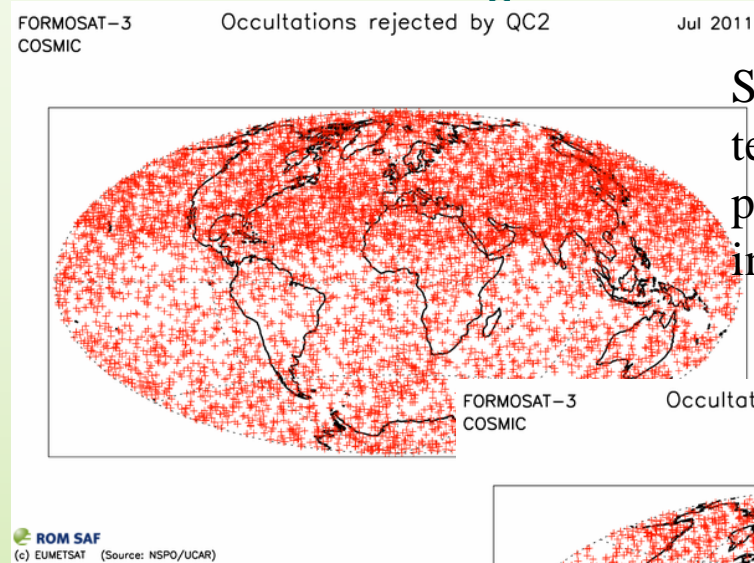 FORMOSAT-3 Occultations rejected by QC2 Jul 2011
COSMIC
FORMOSAT-3
COSMIC
ROM SAF
(c) EUMETSAT (Source: NSPO/UCAR)